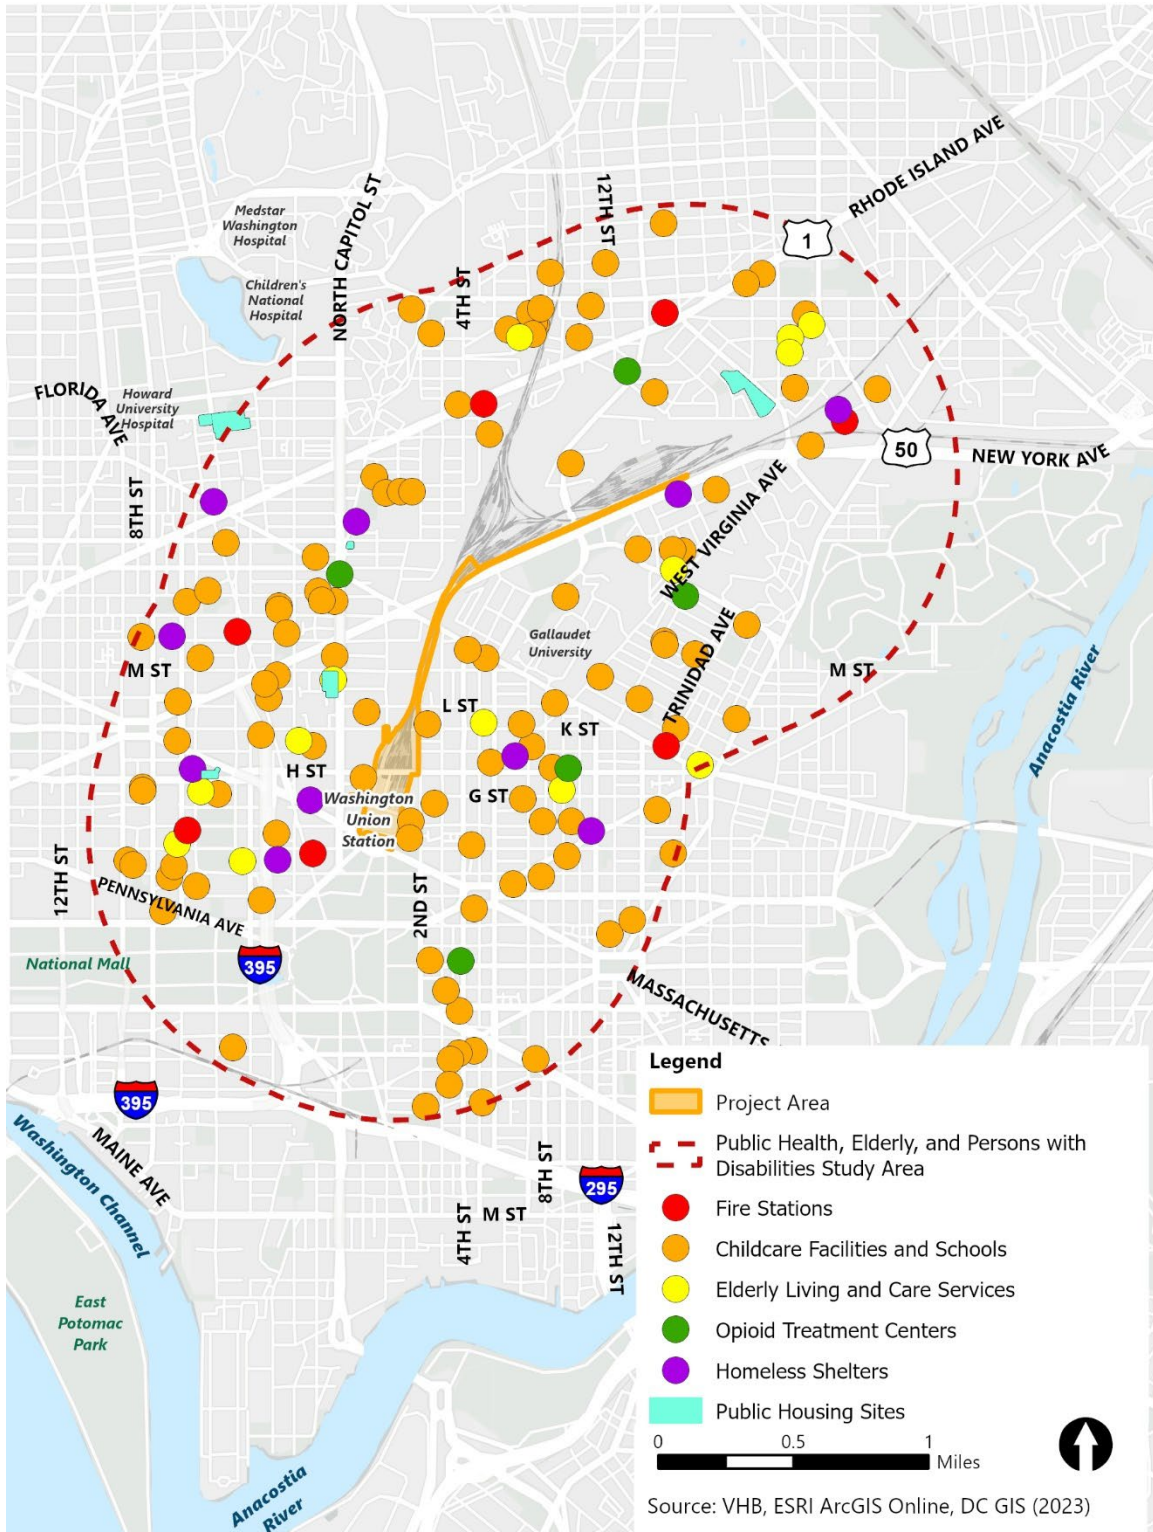 RHODE ISLAND AVE
12TH ST
Medstar
Washington
Hospital
1
NORTH CAPITOL ST
4TH ST
Children's
National
Hospital
FLORIDA AVE
Howard
University
Hospital
50
NEW YORK AVE
8TH ST
WEST VIRGINIA AVE
Gallaudet
University
TRINIDAD AVE
M ST
M ST
Anacostia River
L ST
K ST
H ST
G ST
Washington
Union
Station
12TH ST
PENNSYLVANIA AVE
2ND ST
National Mall
395
MASSACHUSETTS
395
MAINE AVE
Washington Channel
8TH ST
295
4TH ST
M ST
12TH ST
East
Potomac
Park
Anacostia
River
Legend
Project Area
Public Health, Elderly, and Persons with
Disabilities Study Area
Fire Stations
Childcare Facilities and Schools
Elderly Living and Care Services
Opioid Treatment Centers
Homeless Shelters
Public Housing Sites
0 0.5 1
Miles
Source: VHB, ESRI ArcGIS Online, DC GIS (2023)